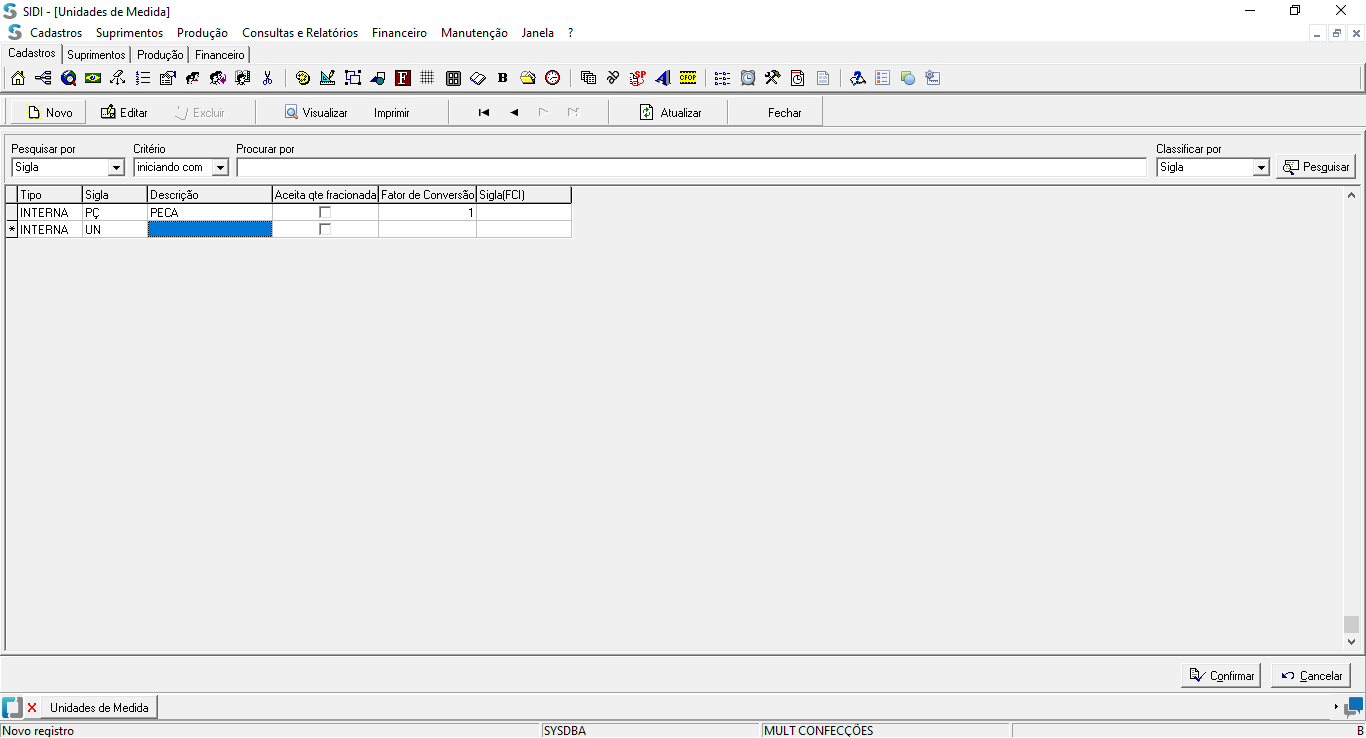 SIDI - [Unidades de Medida]
Cadastros Suprimentos Produção Consultas e Relatórios Financeiro Manutenção Janela ?
Cadastros Suprimentos Produção Financeiro
F B SP CFOP
Novo Editar Excluir Visualizar Imprimir Atualizar Fechar
Pesquisar por Critério Procurar por Classificar por
Sigla iniciando com Sigla Pesquisar
Tipo Sigla Descrição Aceita qte fracionada Fator de Conversão Sigla(FCI)
INTERNA PÇ PECA 1
* INTERNA UN
Confirmar Cancelar
Unidades de Medida
Novo registro SYSDBA MULT CONFECÇÕES B